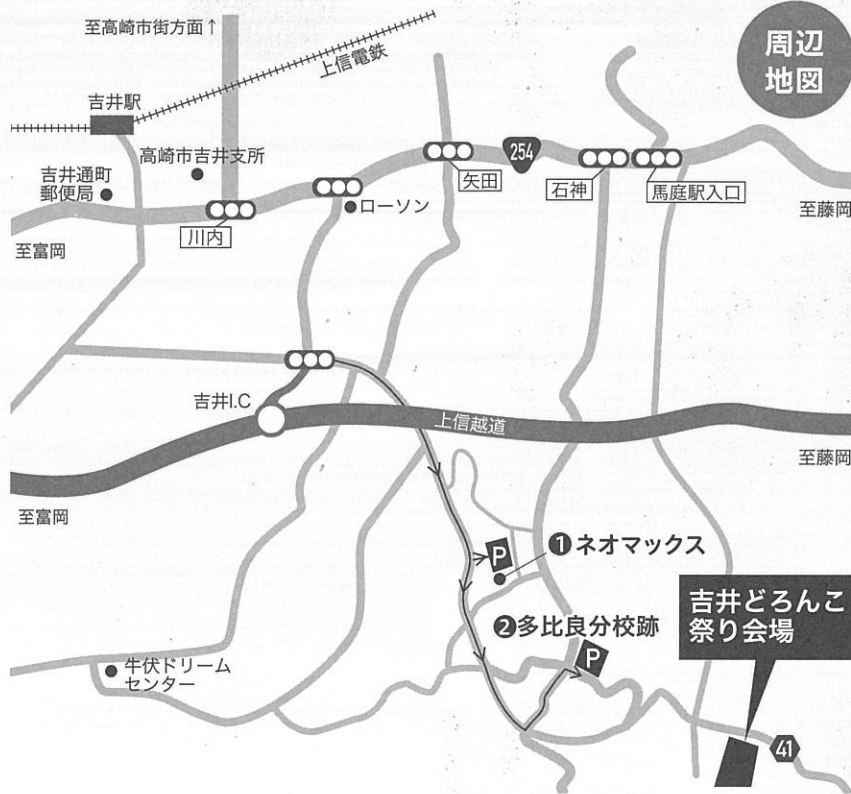 至高崎市街方面↑
周辺
地図
上信電鉄
吉井駅
高崎市吉井支所
254
吉井通町
郵便局
矢田
石神
馬庭駅入口
ローソン
至藤岡
川内
至富岡
吉井I.C
上信越道
至藤岡
至富岡
P
❶ネオマックス
吉井どろんこ
祭り会場
❷多比良分校跡
P
牛伏ドリーム
センター
41